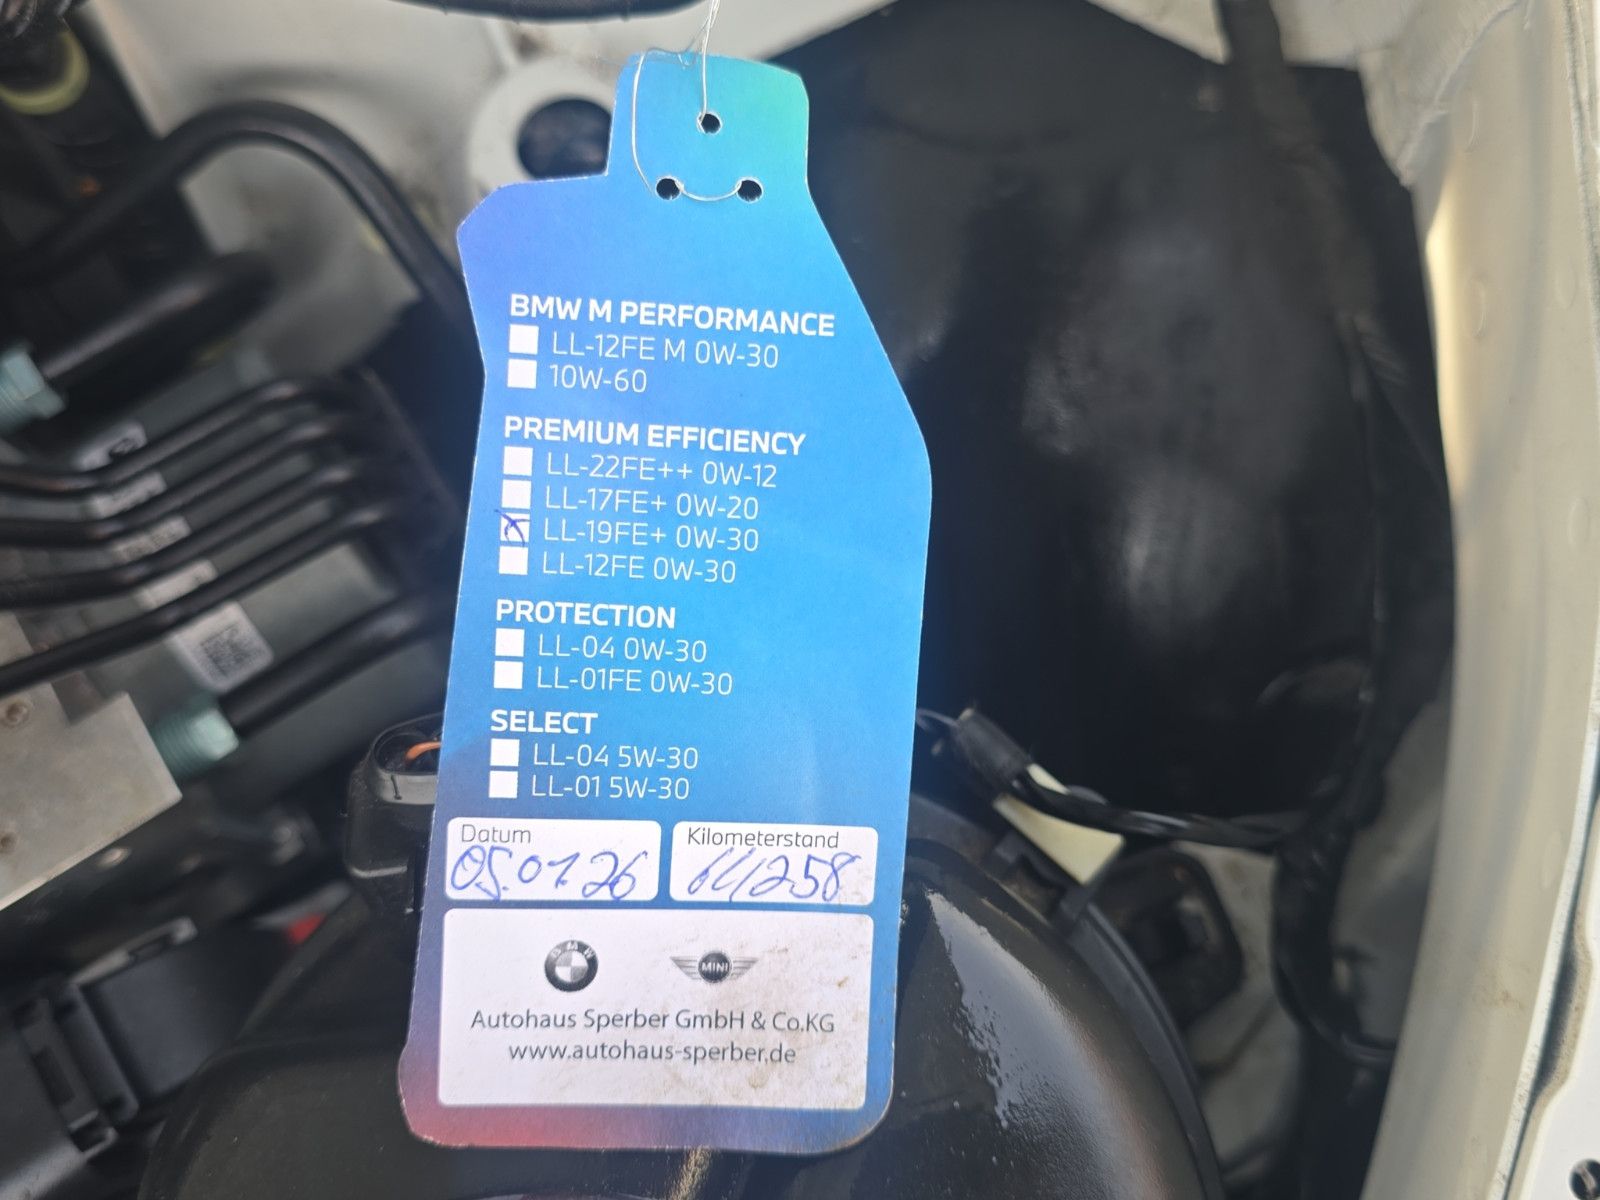 BMW M PERFORMANCE
LL-12FE M 0W-30
10W-60
PREMIUM EFFICIENCY
LL-22FE++ 0W-12
LL-17FE+ 0W-20
LL-19FE+ 0W-30
LL-12FE 0W-30
PROTECTION
LL-04 0W-30
LL-01FE 0W-30
SELECT
LL-04 5W-30
LL-01 5W-30
Datum
05.01.26
Kilometerstand
64258
BMW
MINI
Autohaus Sperber GmbH & Co.KG
www.autohaus-sperber.de